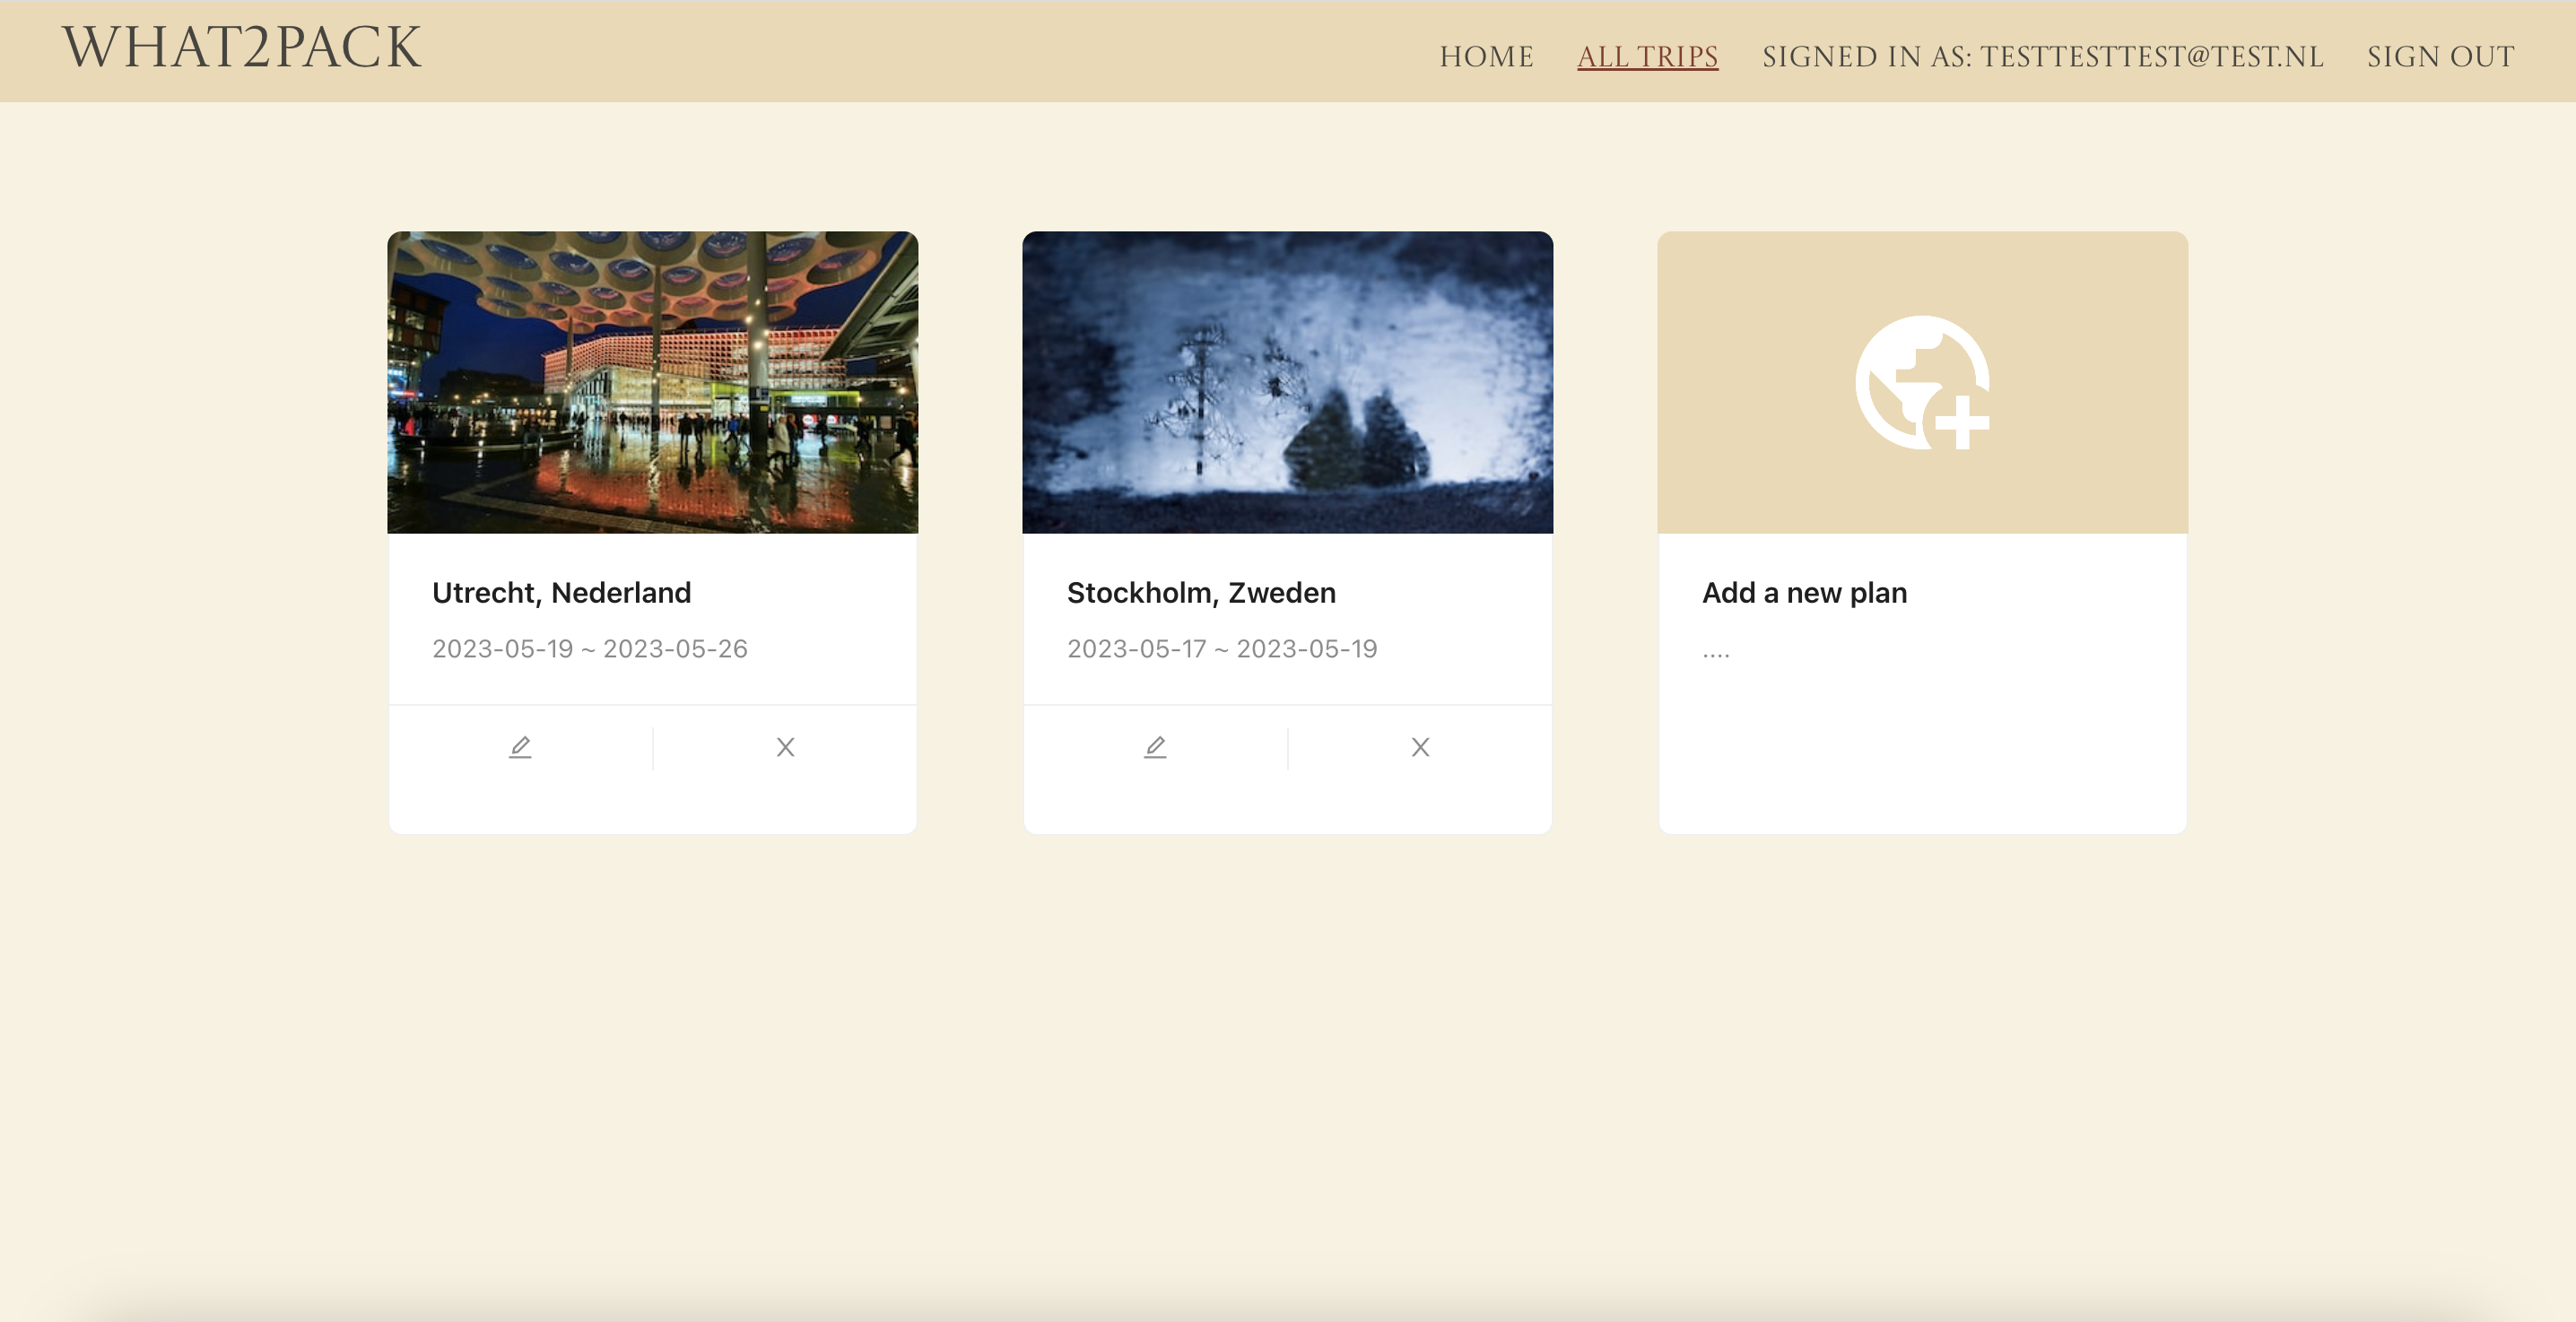 WHAT2PACK
HOME ALL TRIPS SIGNED IN AS: TESTTESTTEST@TEST.NL SIGN OUT
Utrecht, Nederland
2023-05-19 ~ 2023-05-26
Stockholm, Zweden
2023-05-17 ~ 2023-05-19
Add a new plan
....